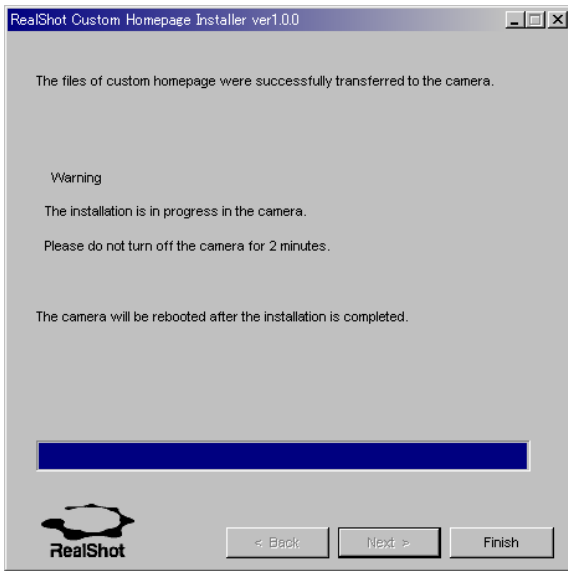 RealShot Custom Homepage Installer ver1.0.0
The files of custom homepage were successfully transferred to the camera.
Warning
The installation is in progress in the camera.
Please do not turn off the camera for 2 minutes.
The camera will be rebooted after the installation is completed.
RealShot
< Back
Next >
Finish